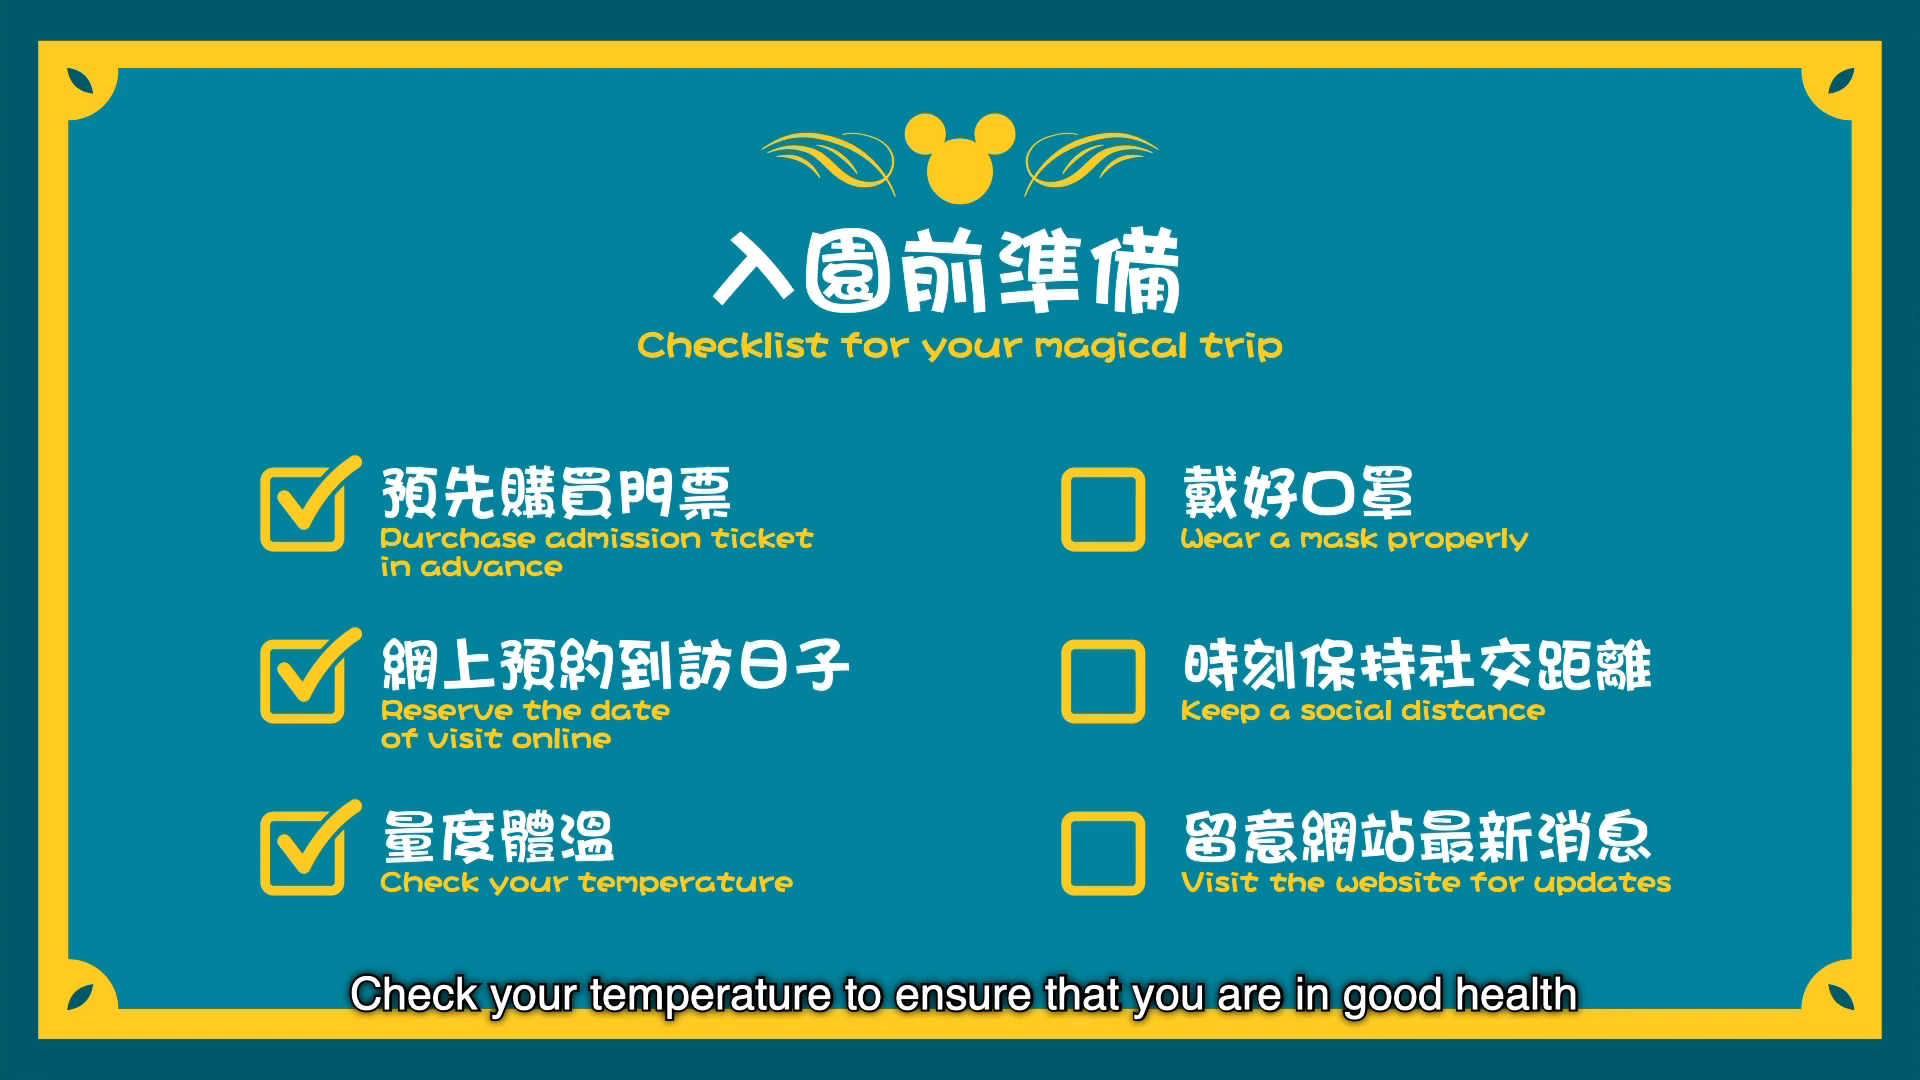 入園前準備
Checklist for your magical trip
預先購買門票
Purchase admission ticket
in advance
網上預約到訪日子
Reserve the date
of visit online
量度體溫
Check your temperature
戴好口罩
Wear a mask properly
時刻保持社交距離
Keep a social distance
留意網站最新消息
Visit the website for updates
Check your temperature to ensure that you are in good health